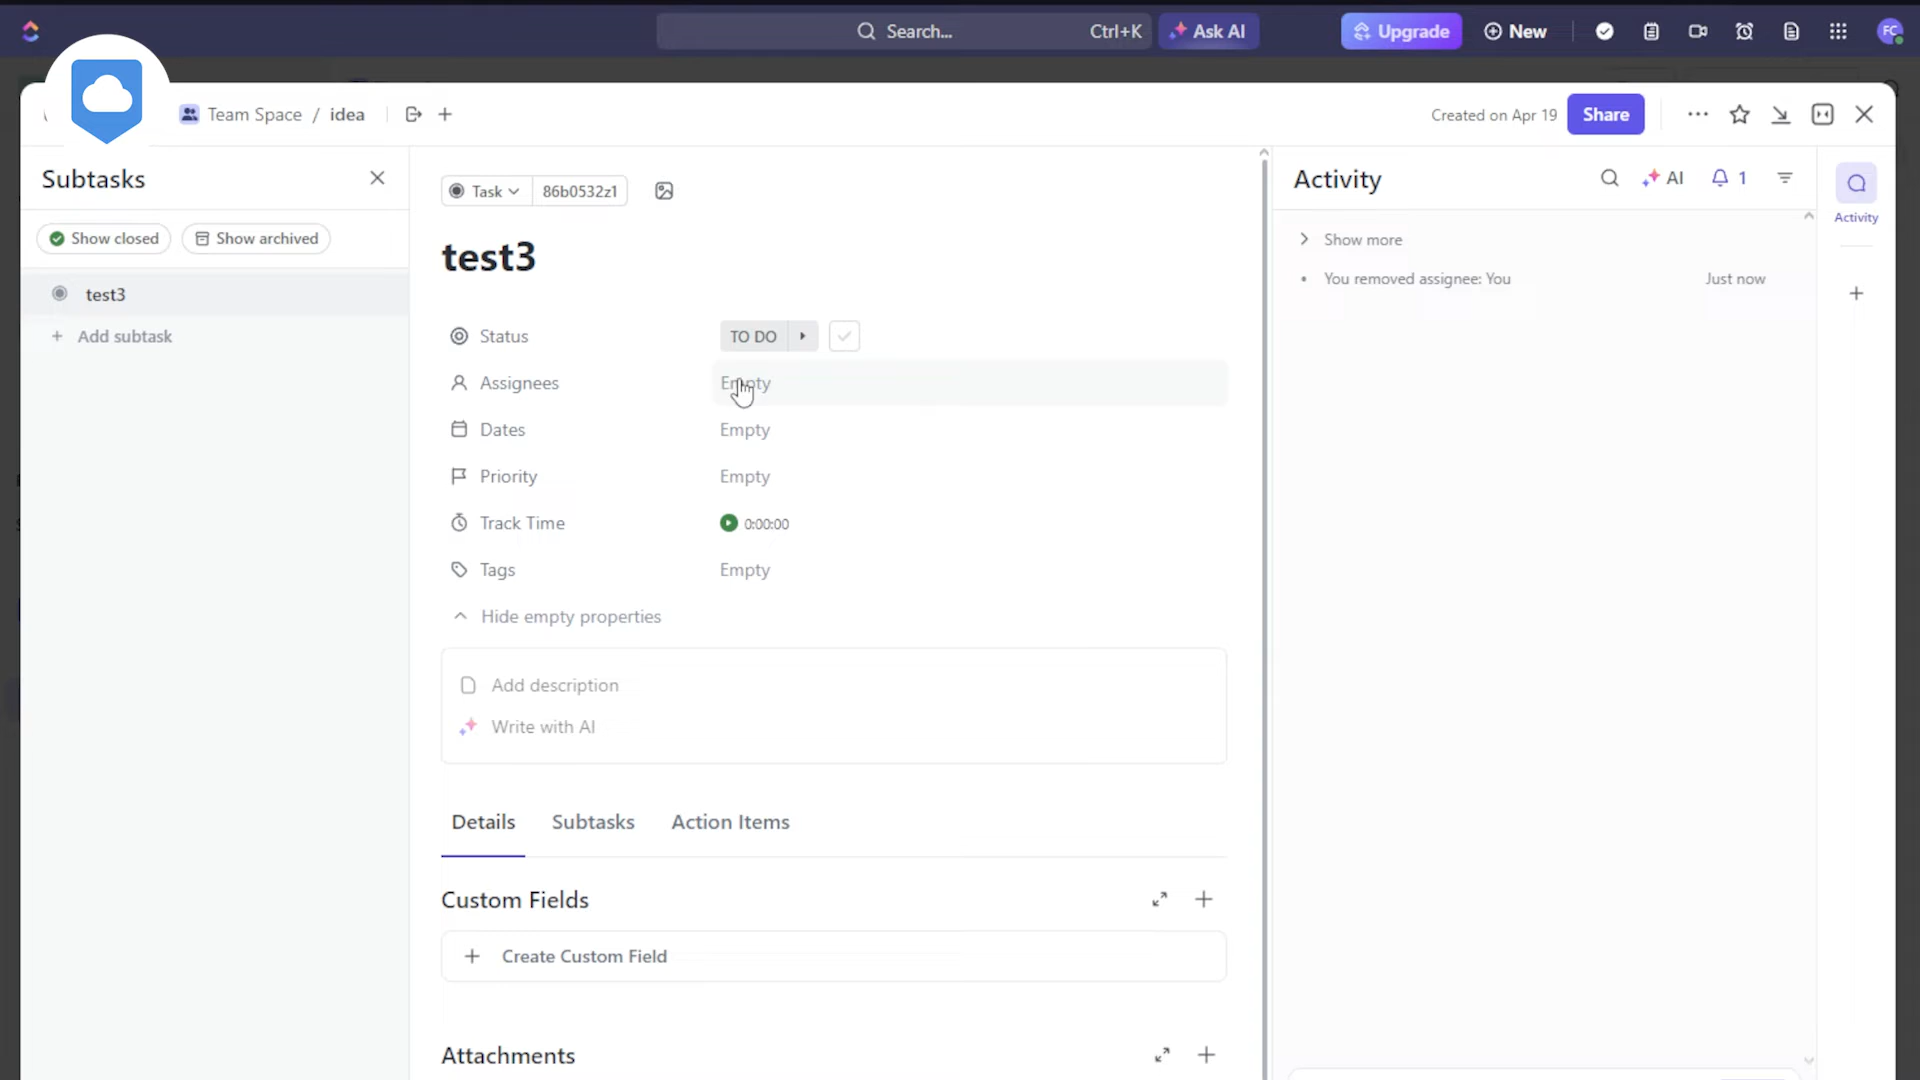 Search... Ctrl+K
Ask AI
Upgrade
New
FC
Team Space / idea
Created on Apr 19
Share
Subtasks
Show closed
Show archived
test3
+ Add subtask
Task
86b0532z1
test3
Status
TO DO
Assignees
Empty
Dates
Empty
Priority
Empty
Track Time
0:00:00
Tags
Empty
Hide empty properties
Add description
Write with AI
Details
Subtasks
Action Items
Custom Fields
+ Create Custom Field
Attachments
Activity
AI
1
Show more
• You removed assignee: You
Just now
Activity